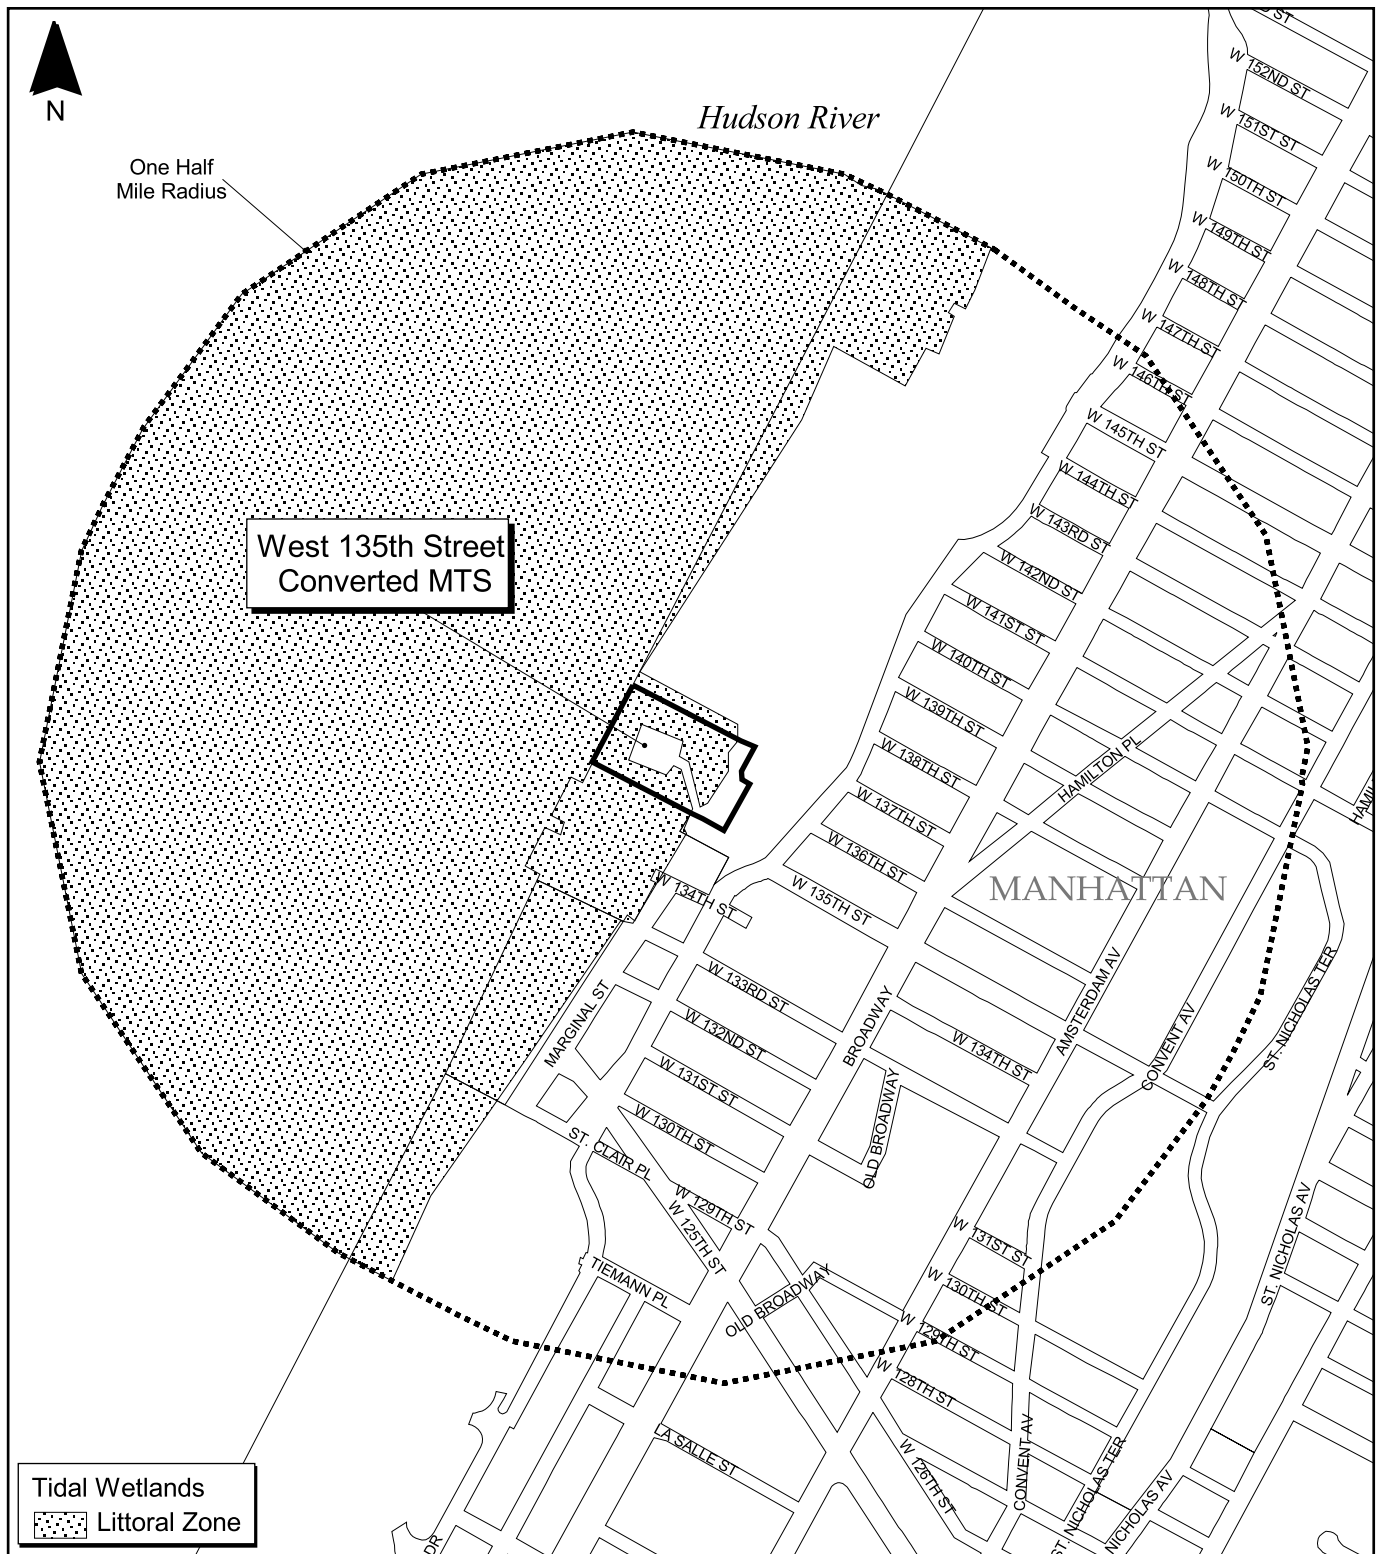 N
Hudson River
One Half
Mile Radius
West 135th Street
Converted MTS
MANHATTAN
W 152ND ST
W 151ST ST
W 150TH ST
W 149TH ST
W 148TH ST
W 147TH ST
W 146TH ST
W 145TH ST
W 144TH ST
W 143RD ST
W 142ND ST
W 141ST ST
W 140TH ST
W 139TH ST
W 138TH ST
W 137TH ST
W 136TH ST
W 135TH ST
HAMILTON PL
W 134TH ST
W 133RD ST
W 132ND ST
W 131ST ST
W 130TH ST
W 129TH ST
W 125TH ST
MARGINAL ST
ST. CLAIR PL
TIEMANN PL
BROADWAY
OLD BROADWAY
OLD BROADWAY
W 134TH ST
AMSTERDAM AV
CONVENT AV
ST. NICHOLAS TER
ST. NICHOLAS AV
W 131ST ST
W 130TH ST
W 129TH ST
W 128TH ST
W 126TH ST
LA SALLE ST
CONVENT AV
ST. NICHOLAS TER
NICHOLAS AV
DR
Tidal Wetlands
Littoral Zone